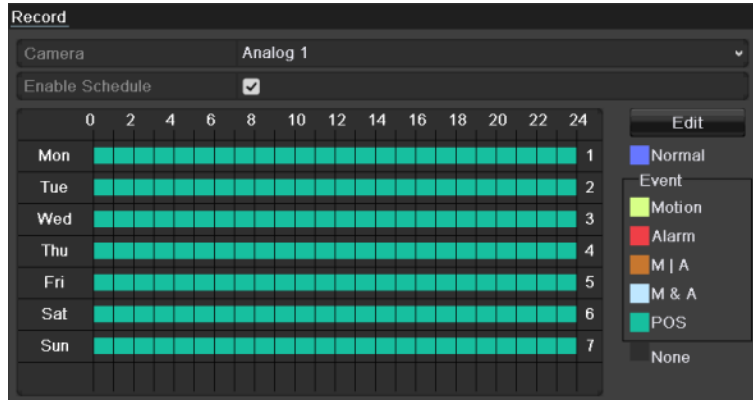 Record
Camera Analog 1
Enable Schedule
0 2 4 6 8 10 12 14 16 18 20 22 24
Edit
Mon 1
Normal
Event
Tue 2
Motion
Wed 3
Alarm
Thu 4
M | A
Fri 5
M & A
Sat 6
POS
Sun 7
None